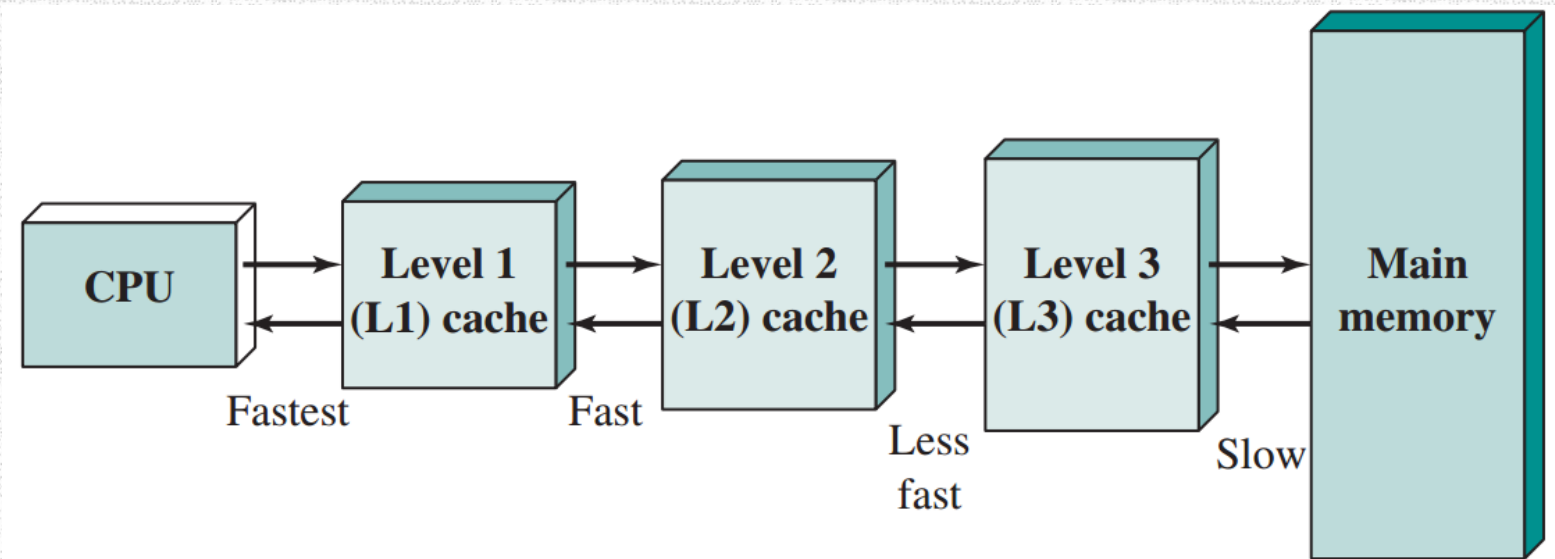 CPU
Level 1
(L1) cache
Level 2
(L2) cache
Level 3
(L3) cache
Main
memory
Fastest
Fast
Less
fast
Slow